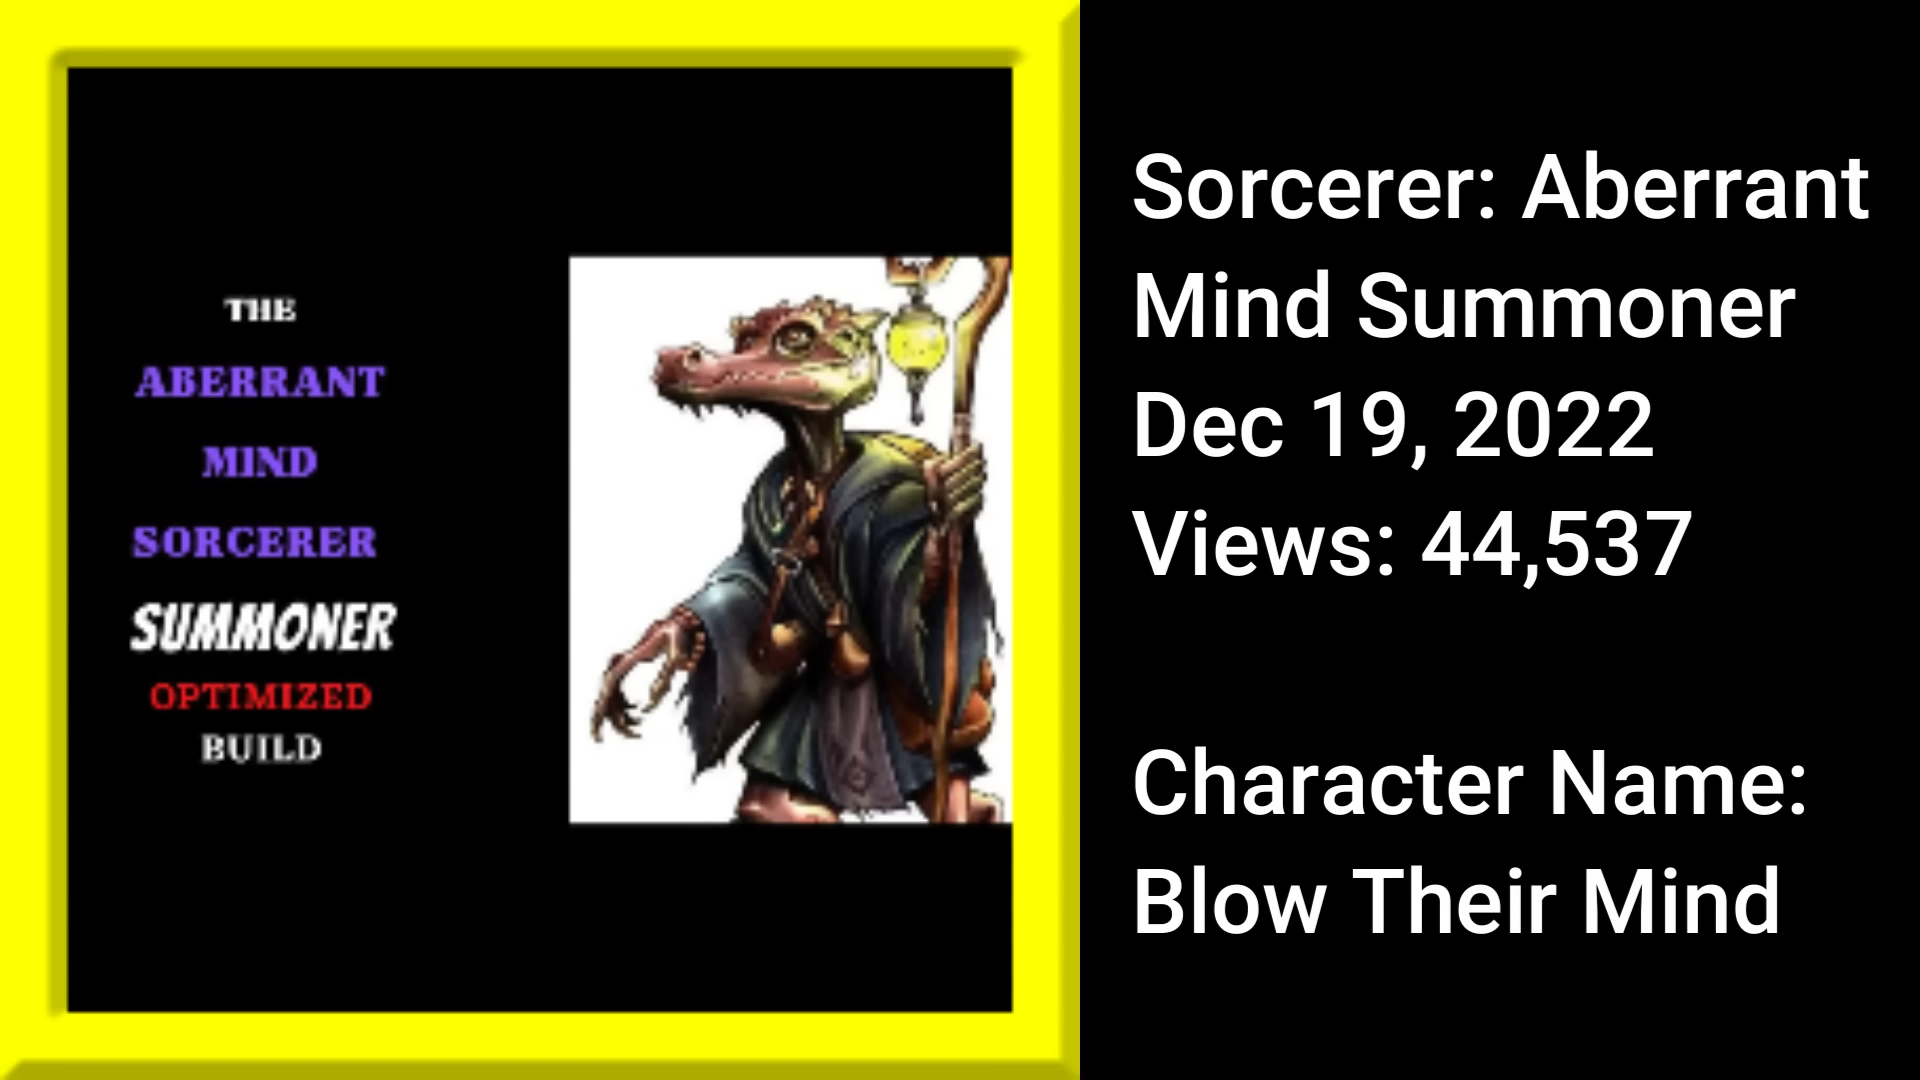 THE
ABERRANT
MIND
SORCERER
SUMMONER
OPTIMIZED
BUILD
Sorcerer: Aberrant
Mind Summoner
Dec 19, 2022
Views: 44,537
Character Name:
Blow Their Mind